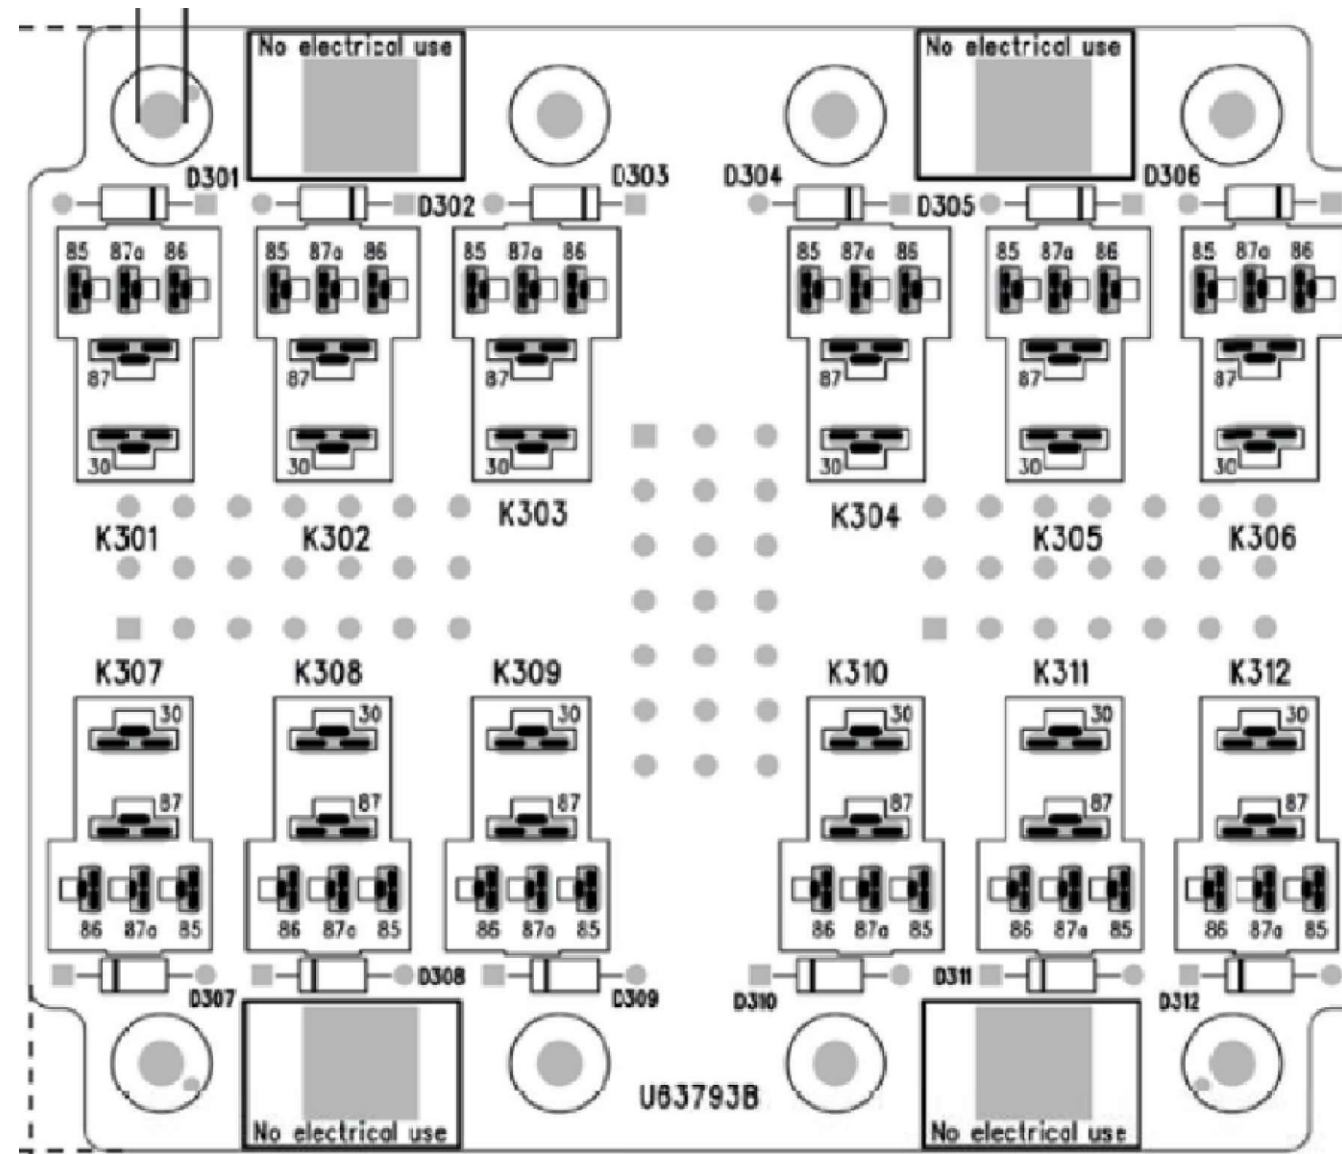 No electrical use No electrical use
D301 D302 D303 D304 D305 D306
85 87a 86 85 87a 86 85 87a 86 85 87a 86 85 87a 86 85 87a 86
87 87 87 87 87 87
30 30 30 30 30 30
K301 K302 K303 K304 K305 K306
K307 K308 K309 K310 K311 K312
30 30 30 30 30 30
87 87 87 87 87 87
86 87a 85 86 87a 85 86 87a 85 86 87a 85 86 87a 85 86 87a 85
D307 D308 D309 D310 D311 D312
U63793B
No electrical use No electrical use